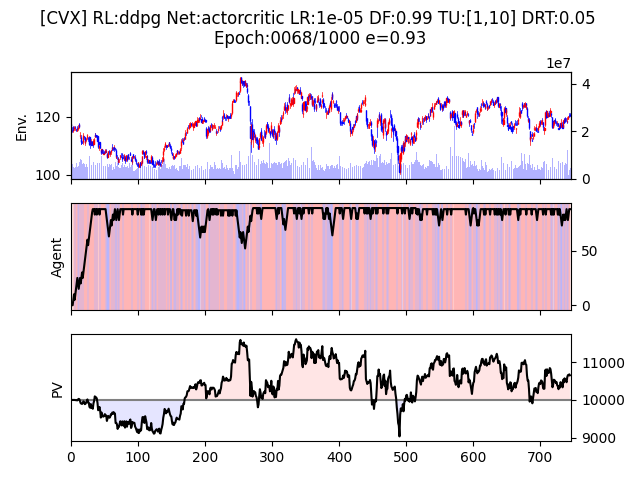 [CVX] RL:ddpg Net:actorcritic LR:1e-05 DF:0.99 TU:[1,10] DRT:0.05
Epoch:0068/1000 e=0.93
1e7
Env.
120
100
4
2
0
Agent
50
0
PV
11000
10000
9000
0 100 200 300 400 500 600 700